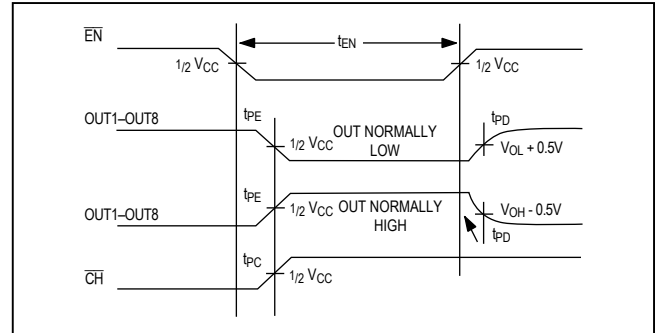 EN
tEN
1/2 VCC
1/2 VCC
OUT1–OUT8
tPE
1/2 VCC
OUT NORMALLY
LOW
tPD
VOL + 0.5V
OUT1–OUT8
tPE
1/2 VCC
OUT NORMALLY
HIGH
VOH - 0.5V
tPD
CH
tPC
1/2 VCC